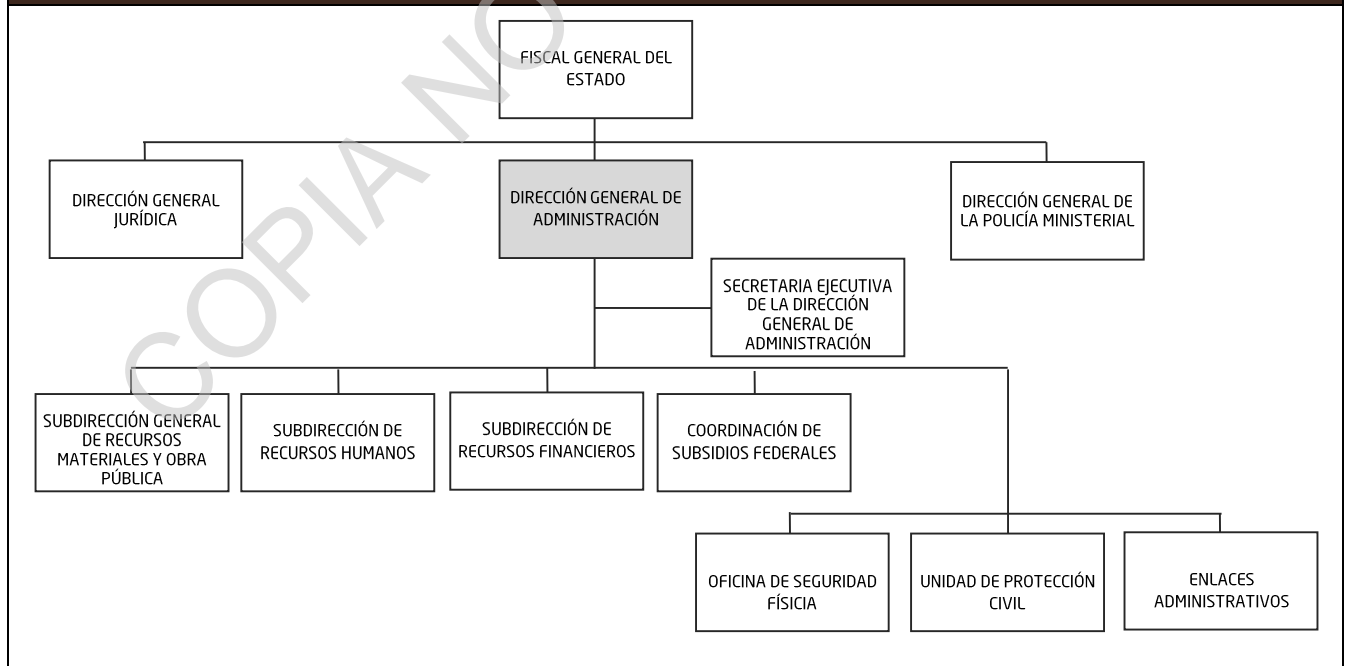 FISCAL GENERAL DEL
ESTADO
DIRECCIÓN GENERAL
JURÍDICA
DIRECCIÓN GENERAL DE
ADMINISTRACIÓN
DIRECCIÓN GENERAL DE
LA POLICÍA MINISTERIAL
SECRETARIA EJECUTIVA
DE LA DIRECCIÓN
GENERAL DE
ADMINISTRACIÓN
SUBDIRECCIÓN GENERAL
DE RECURSOS
MATERIALES Y OBRA
PÚBLICA
SUBDIRECCIÓN DE
RECURSOS HUMANOS
SUBDIRECCIÓN DE
RECURSOS FINANCIEROS
COORDINACIÓN DE
SUBSIDIOS FEDERALES
OFICINA DE SEGURIDAD
FÍSICIA
UNIDAD DE PROTECCIÓN
CIVIL
ENLACES
ADMINISTRATIVOS
COPIA NO